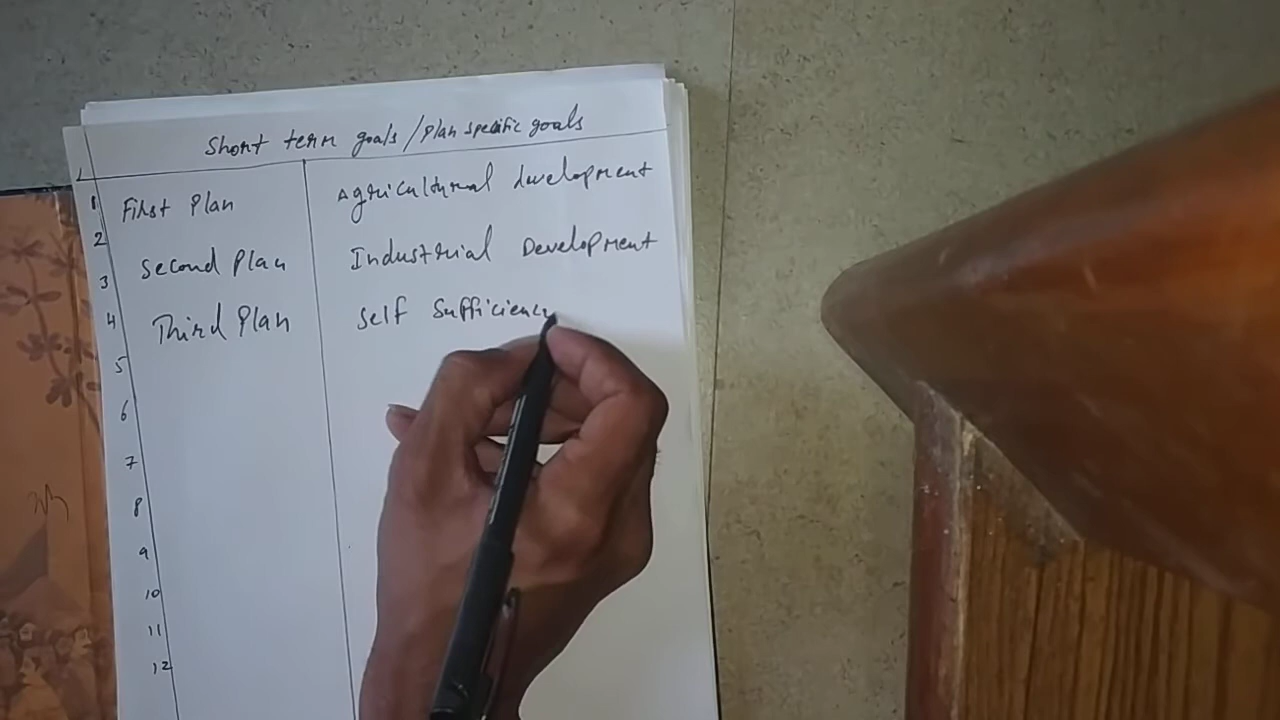 Short term goals / Plan specific goals
1 First Plan Agricultural development
2
Second Plan Industrial Development
3
4 Third Plan Self Sufficiency
5
6
7
8
9
10
11
12